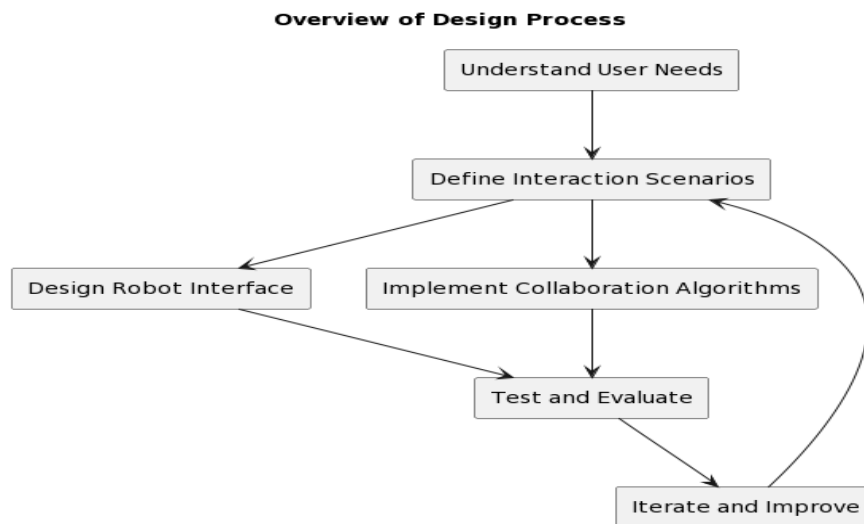 Overview of Design Process
Understand User Needs
Define Interaction Scenarios
Design Robot Interface
Implement Collaboration Algorithms
Test and Evaluate
Iterate and Improve